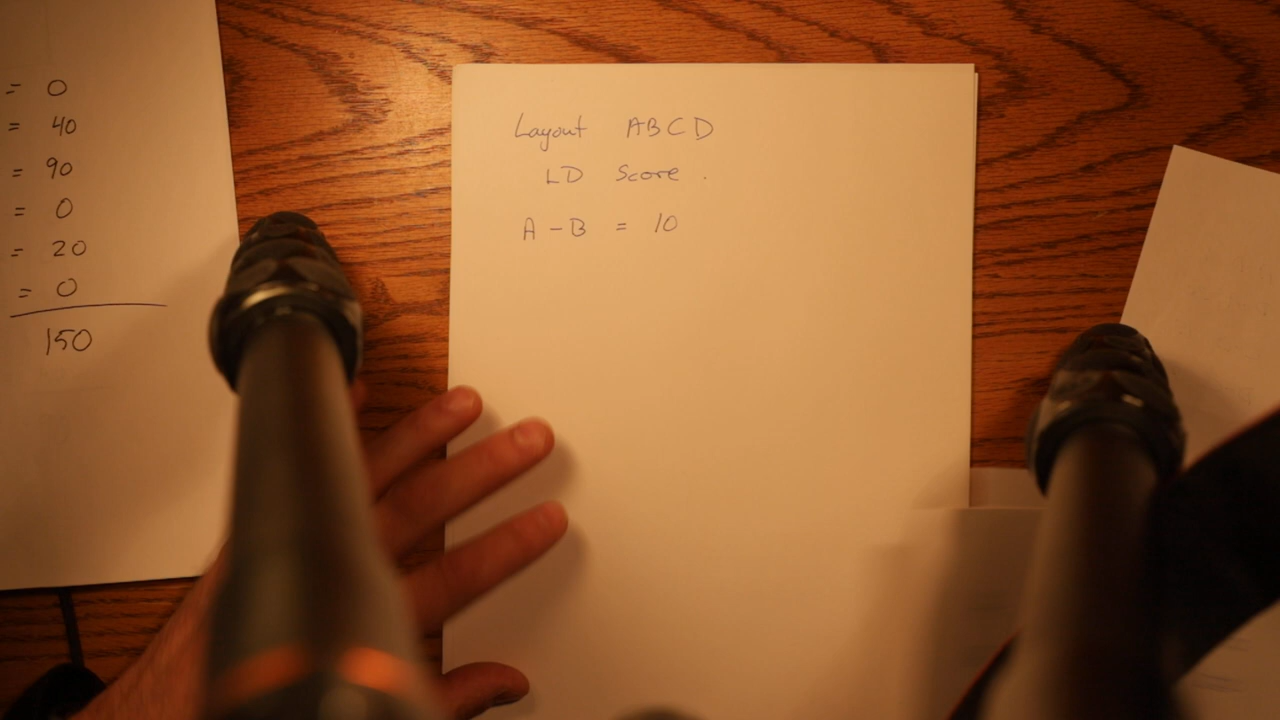 = 0
= 40
= 90
= 0
= 20
= 0
150
Layout ABCD
LD Score.
A - B = 10